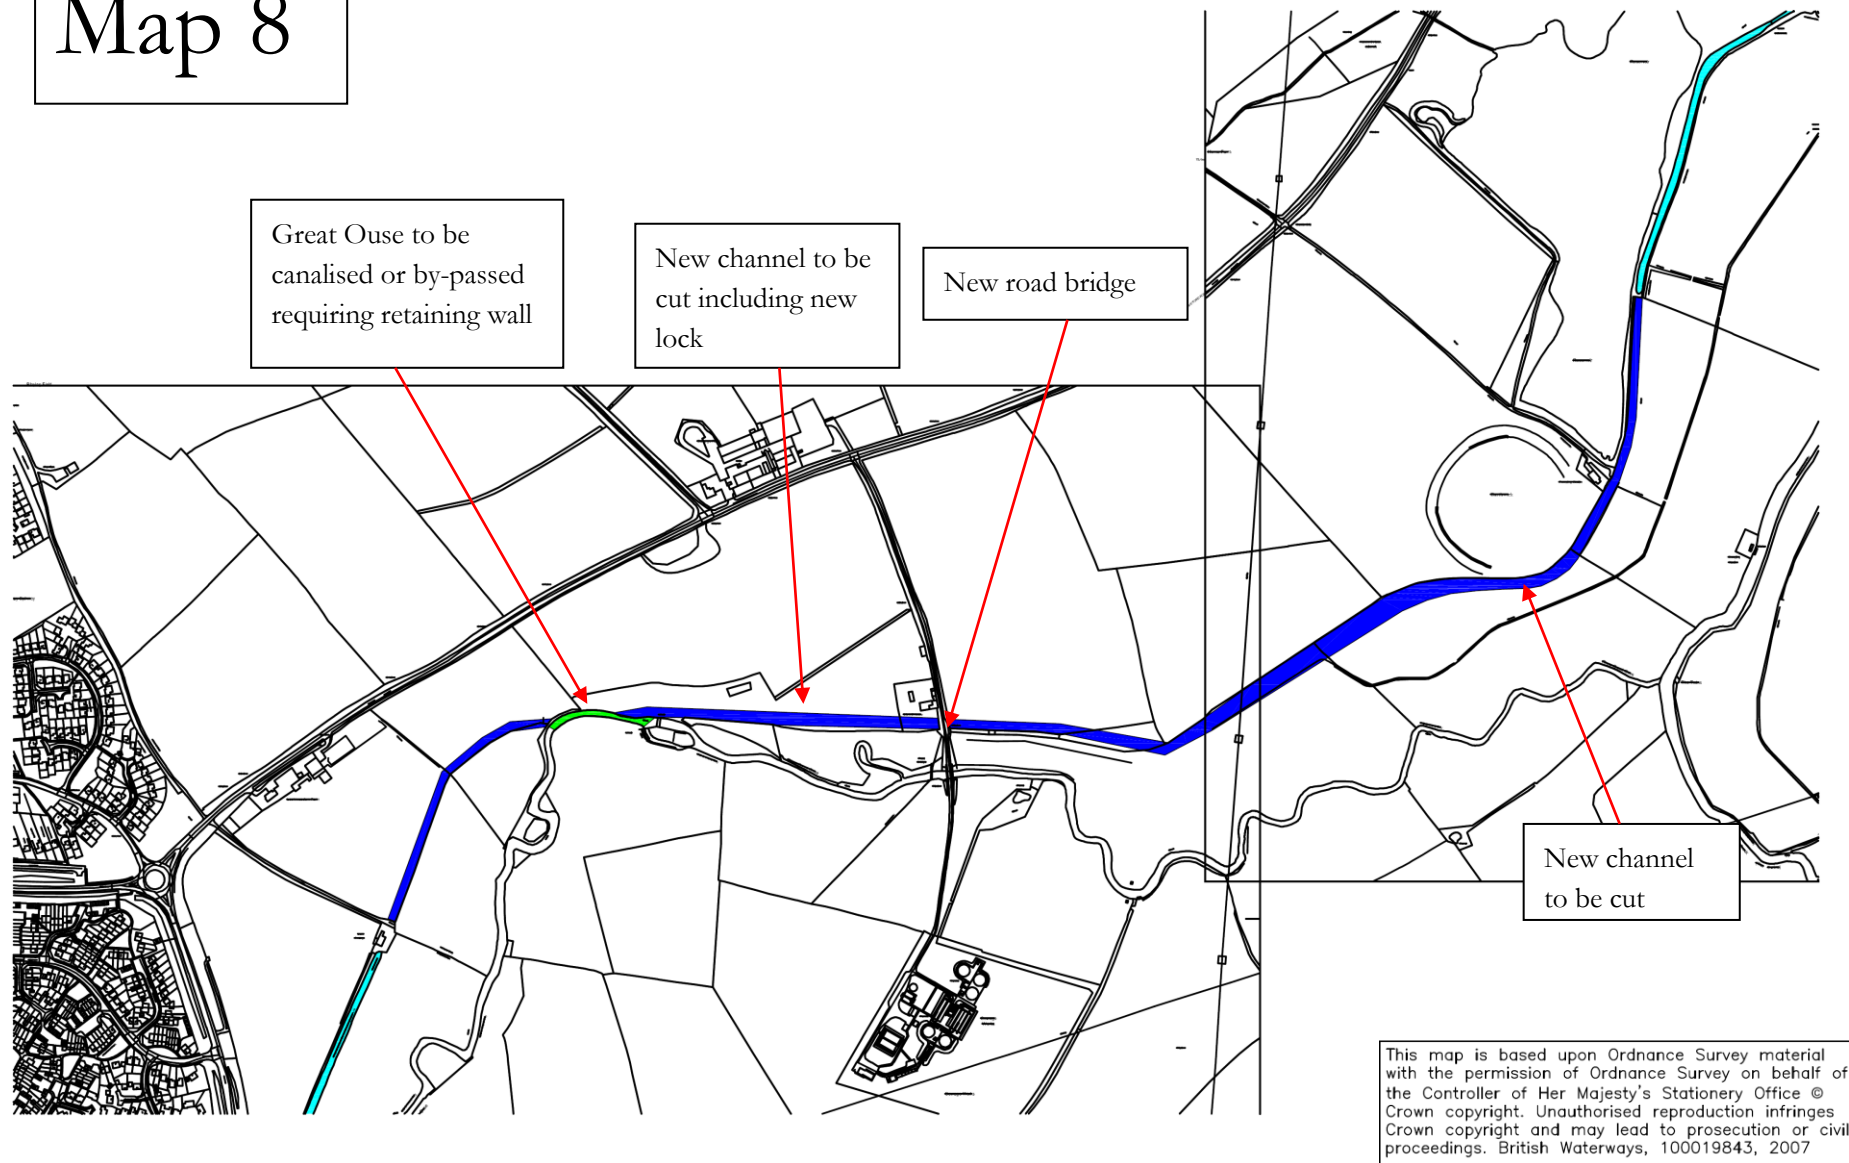 Map 8
Great Ouse to be
canalised or by-passed
requiring retaining wall
New channel to be
cut including new
lock
New road bridge
New channel
to be cut
This map is based upon Ordnance Survey material
with the permission of Ordnance Survey on behalf of
the Controller of Her Majesty's Stationery Office ©
Crown copyright. Unauthorised reproduction infringes
Crown copyright and may lead to prosecution or civil
proceedings. British Waterways, 100019843, 2007